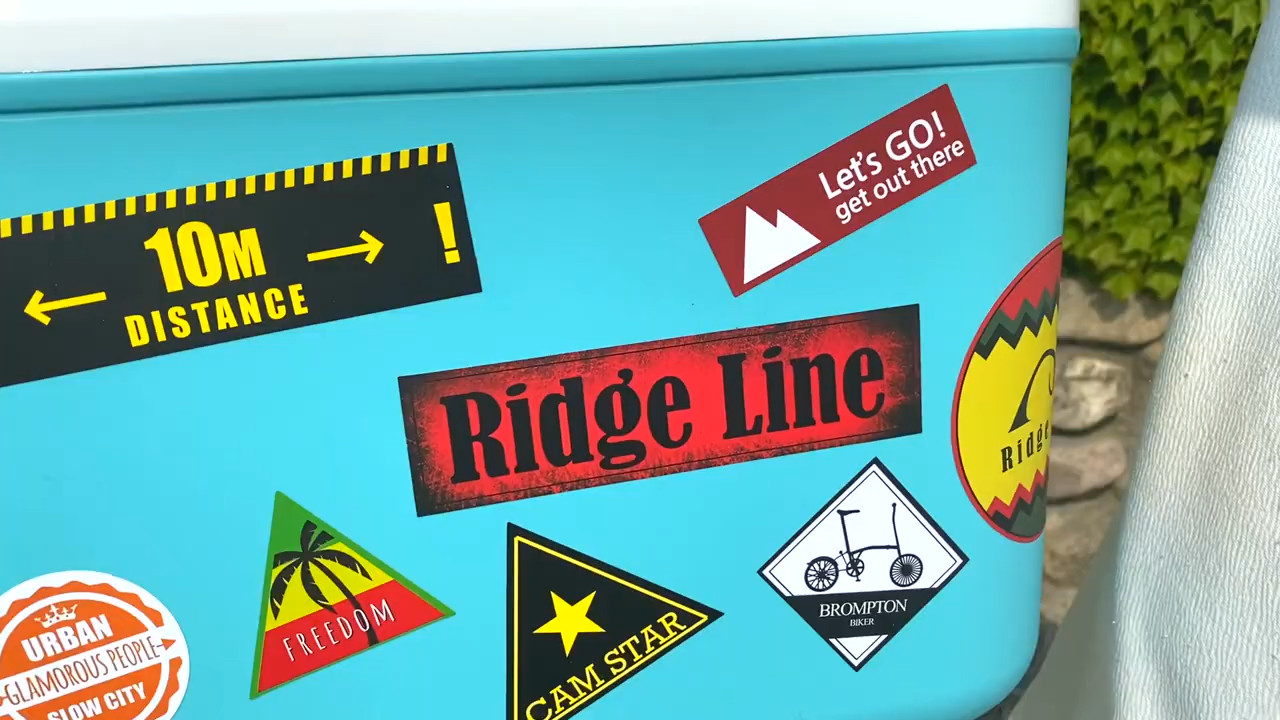 Let's GO!
get out there
10M
DISTANCE
!
Ridge Line
Ridge
FREEDOM
CAM STAR
BROMPTON
BIKER
URBAN
GLAMOROUS PEOPLE
SLOW CITY